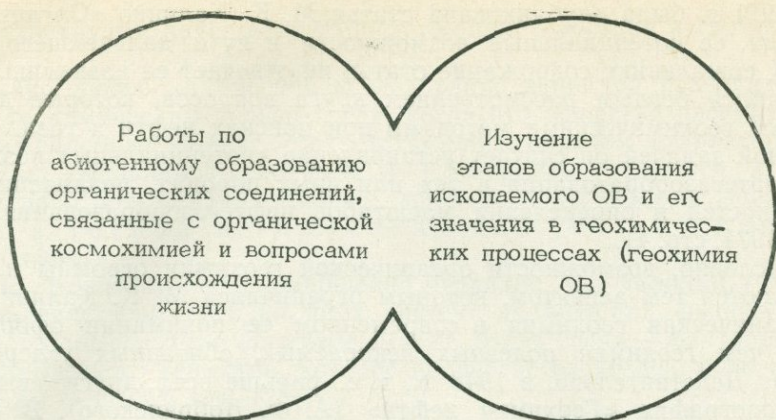 Работы по
абиогенному образованию
органических соединений,
связанные с органической
космохимией и вопросами
происхождения
жизни
Изучение
этапов образования
ископаемого ОВ и его
значения в геохимичес–
ких процессах (геохимия
ОВ)